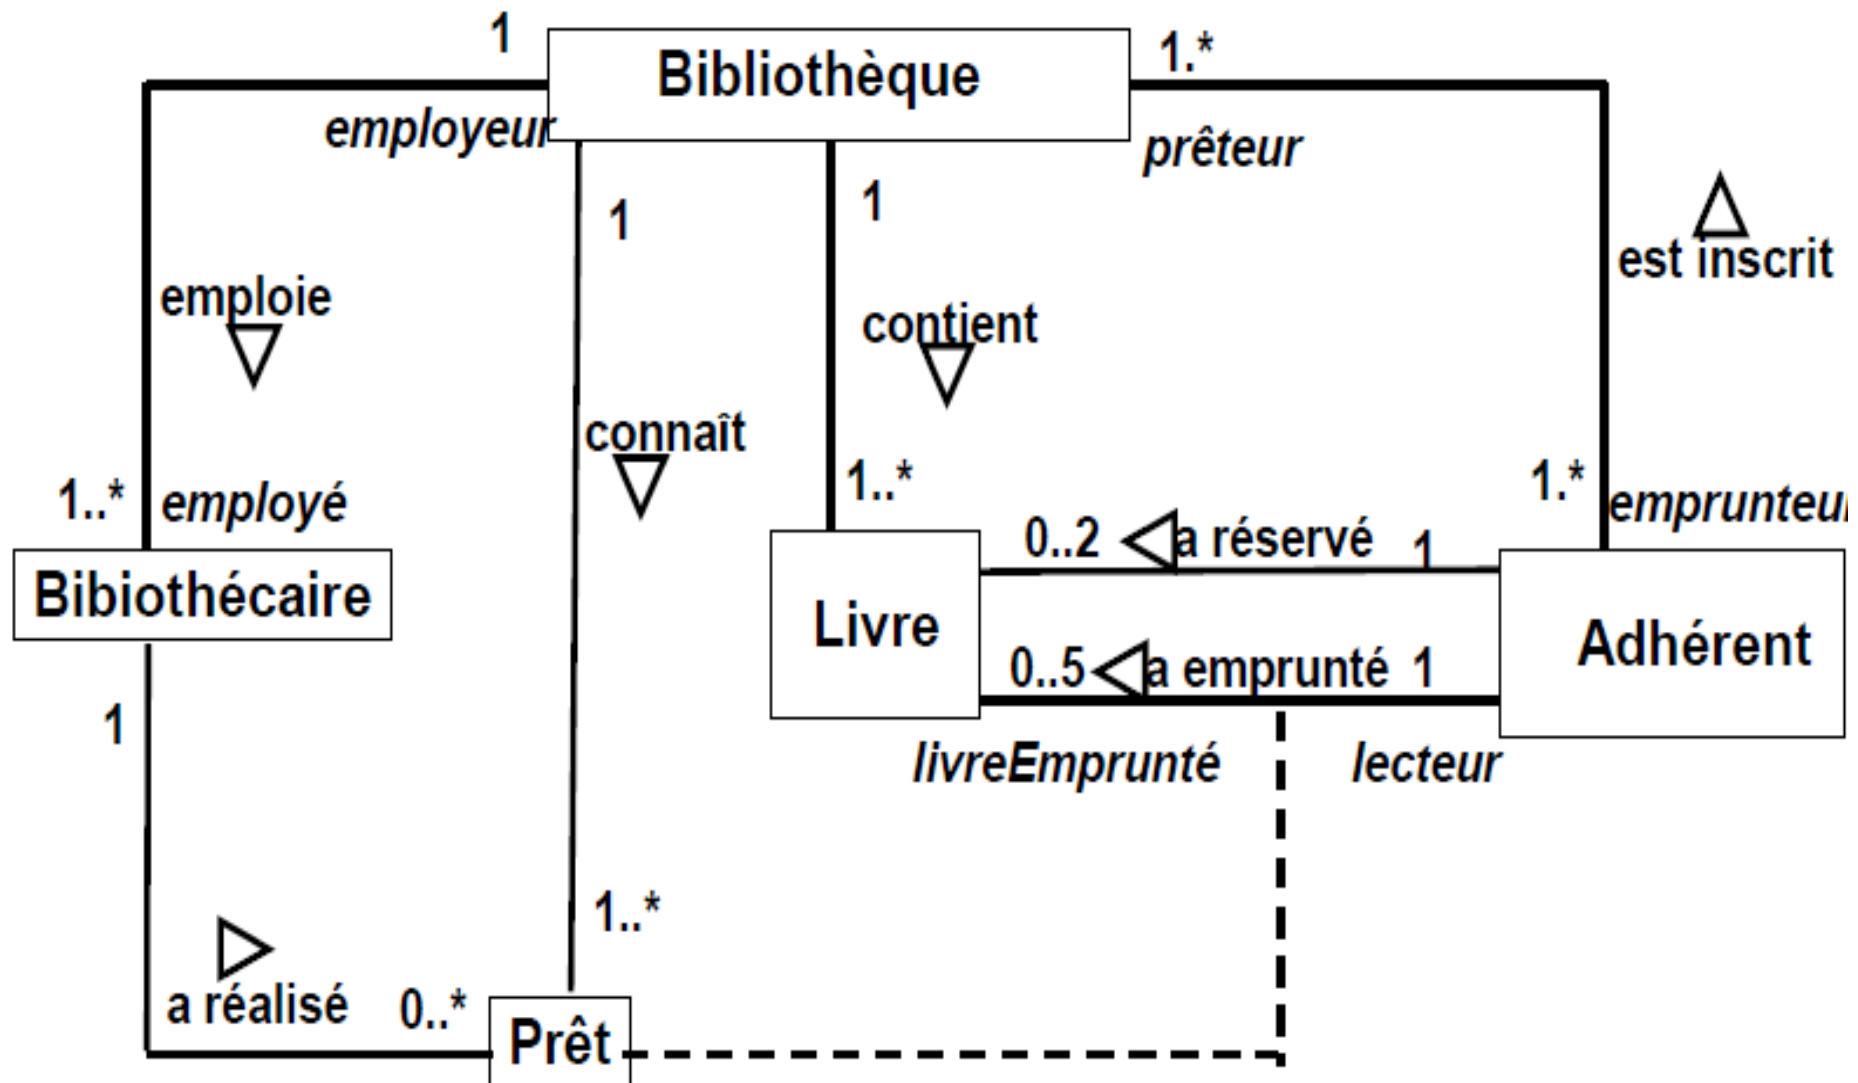 1
Bibliothèque
1.*
employeur
prêteur
1
1
est inscrit
emploie
contient
connaît
1..*
employé
1..*
1.*
emprunteur
0..2
a réservé
1
Bibiothécaire
Livre
Adhérent
0..5
a emprunté
1
1
livreEmprunté
lecteur
1..*
a réalisé
0..*
Prêt